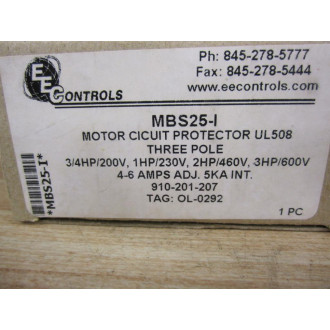 Ph: 845-278-5777
Fax: 845-278-5444
www.eecontrols.com
EE CONTROLS
MBS25-I
MOTOR CICUIT PROTECTOR UL508
THREE POLE
3/4HP/200V, 1HP/230V, 2HP/460V, 3HP/600V
4-6 AMPS ADJ. 5KA INT.
910-201-207
TAG: OL-0292
1 PC
*MBS25-I*